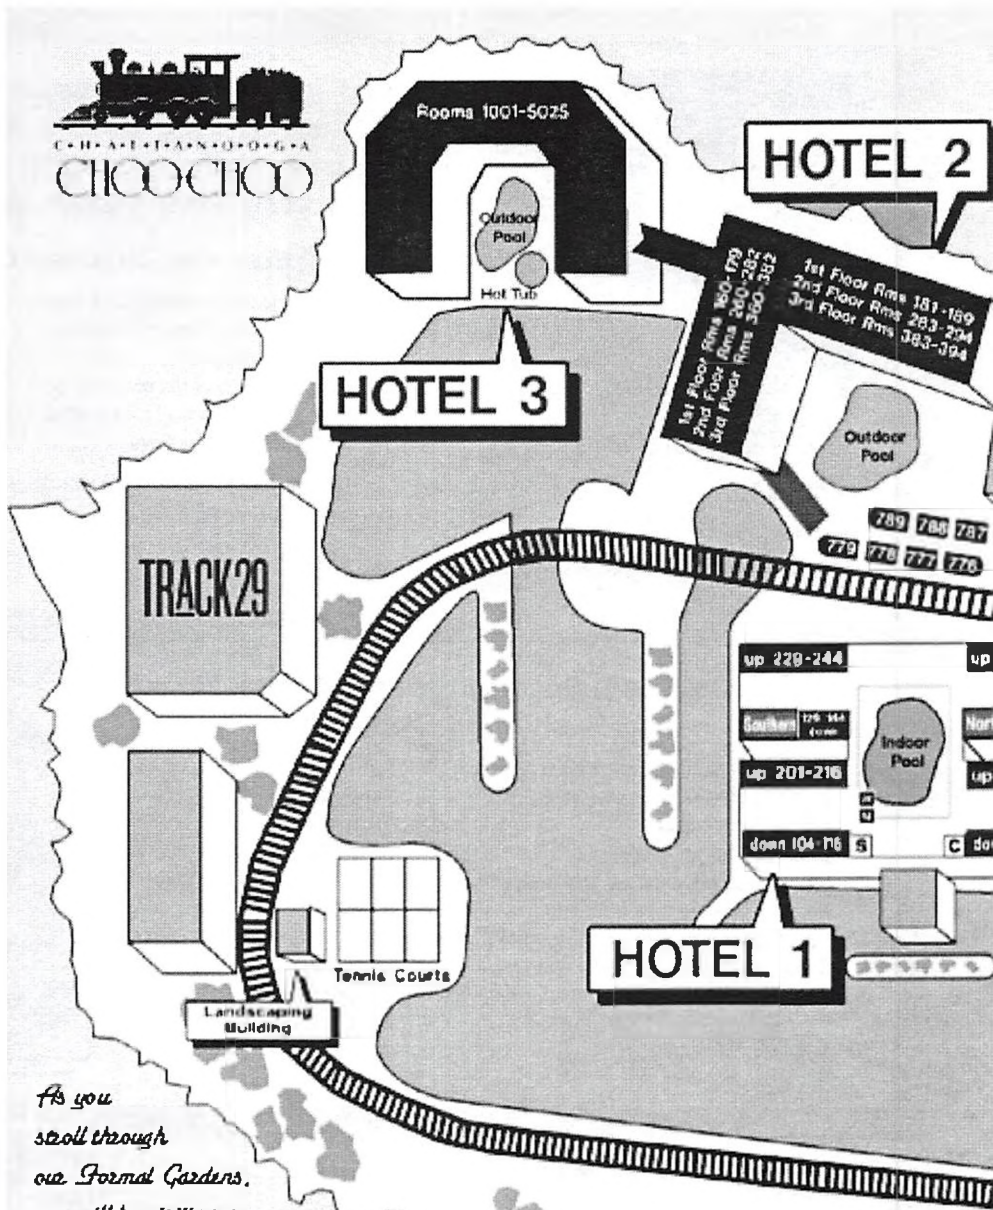 C·H·A·T·T·A·N·O·O·G·A
CHOO-CHOO
Rooms 1001-5025
Outdoor
Pool
Hot Tub
HOTEL 3
HOTEL 2
1st Floor Rms 181-189
2nd Floor Rms 283-294
3rd Floor Rms 383-394
1st Floor Rms 160-179
2nd Floor Rms 260-282
3rd Floor Rms 360-382
Outdoor
Pool
789 788 787
779 778 777 776
TRACK29
up 229-244
up
Southern
down
Indoor
Pool
up 201-216
up
down 104-116
S
C
HOTEL 1
Tennis Courts
Landscaping
Building
As you
stroll through
our Formal Gardens,